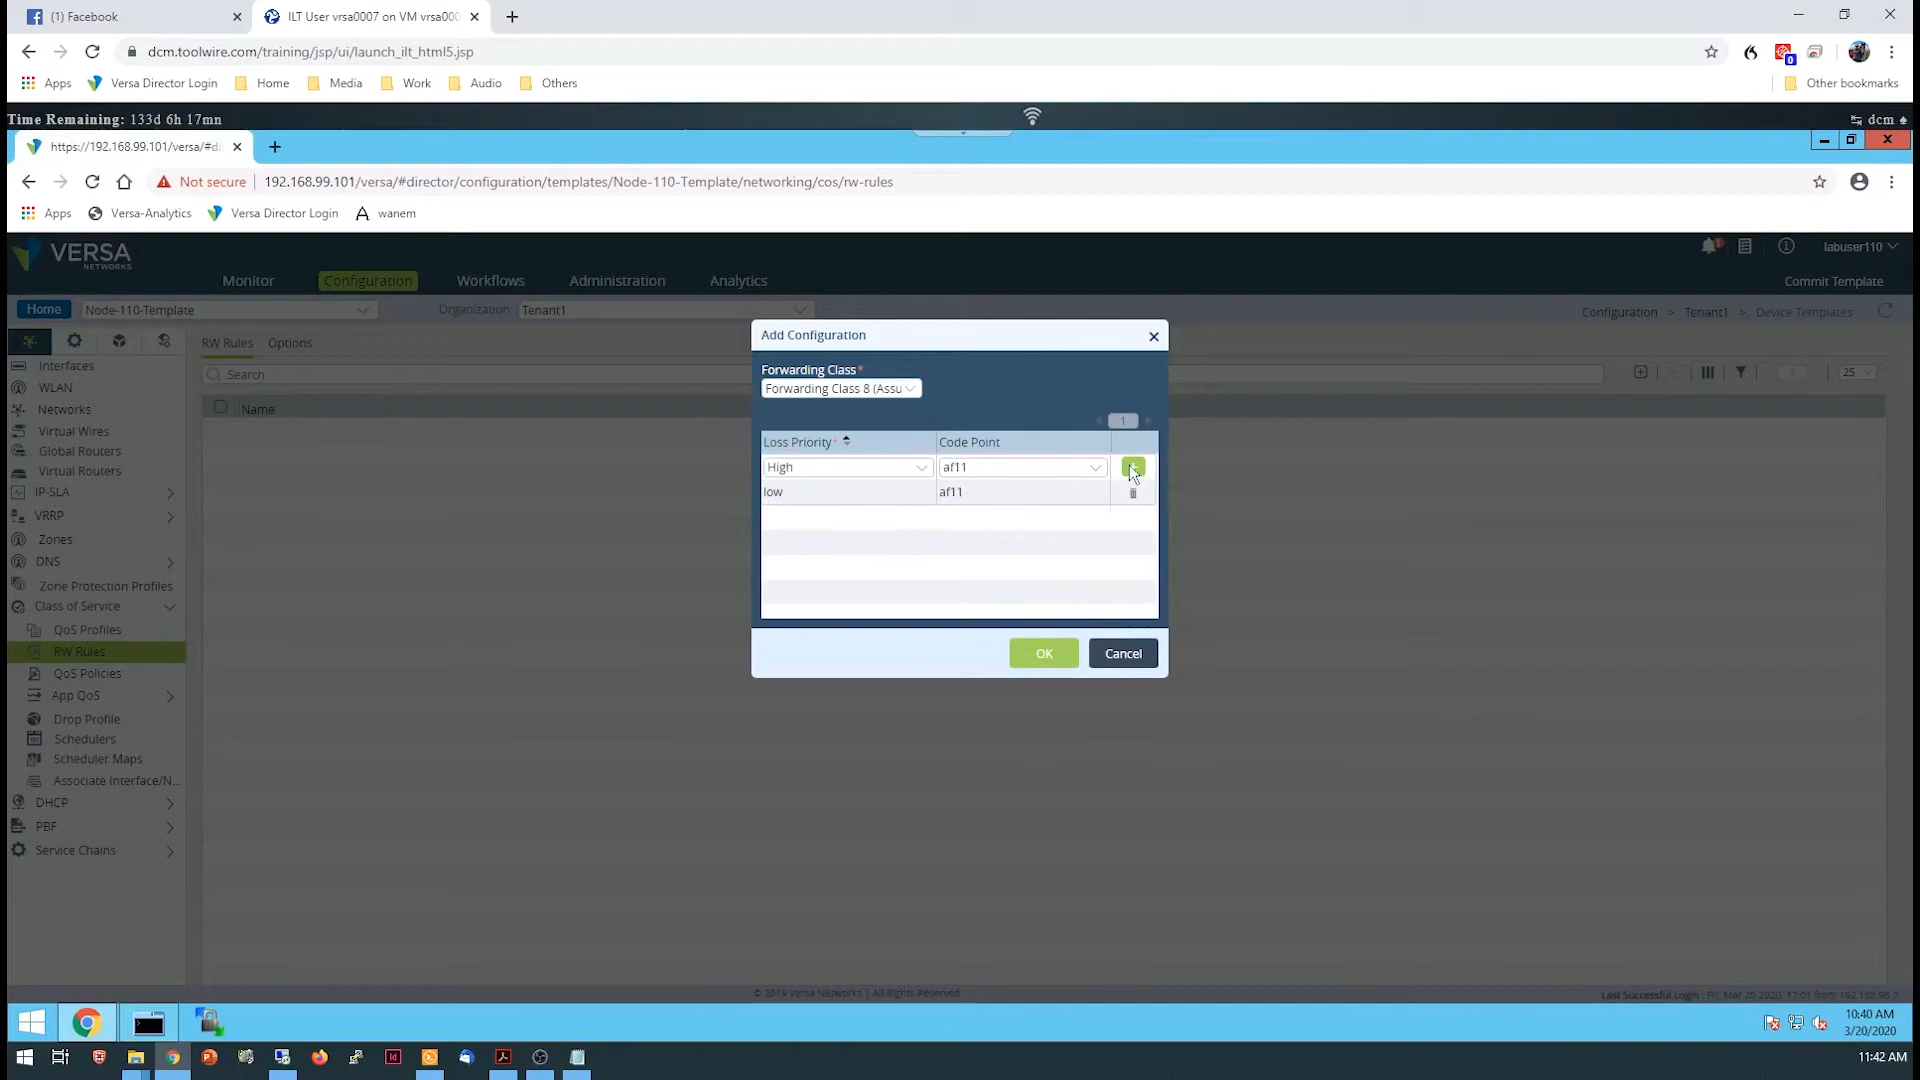 (1) Facebook
ILT User vrsa0007 on VM vrsa000
dcm.toolwire.com/training/jsp/ui/launch_ilt_html5.jsp
0
Apps
Versa Director Login
Home
Media
Work
Audio
Others
Other bookmarks
Time Remaining: 133d 6h 17mn
dcm
https://192.168.99.101/versa/#di
Not secure
192.168.99.101/versa/#director/configuration/templates/Node-110-Template/networking/cos/rw-rules
Apps
Versa-Analytics
Versa Director Login
wanem
VERSA
NETWORKS
labuser110
Monitor
Configuration
Workflows
Administration
Analytics
Commit Template
Home
Node-110-Template
Organization:
Tenant1
Configuration > Tenant1 > Device Templates
RW Rules
Options
Search
25
Name
Interfaces
WLAN
Networks
Virtual Wires
Global Routers
Virtual Routers
IP-SLA
VRRP
Zones
DNS
Zone Protection Profiles
Class of Service
QoS Profiles
RW Rules
QoS Policies
App QoS
Drop Profile
Schedulers
Scheduler Maps
Associate Interface/N...
DHCP
PBF
Service Chains
Add Configuration
Forwarding Class*
Forwarding Class 8 (Assu
1
Loss Priority*
Code Point
High
af11
low
af11
OK
Cancel
© 2019 Versa Networks | All Rights Reserved
Last Successful Login : Fri, Mar 20 2020, 17:01 from 192.168.90.7
10:40 AM
3/20/2020
11:42 AM